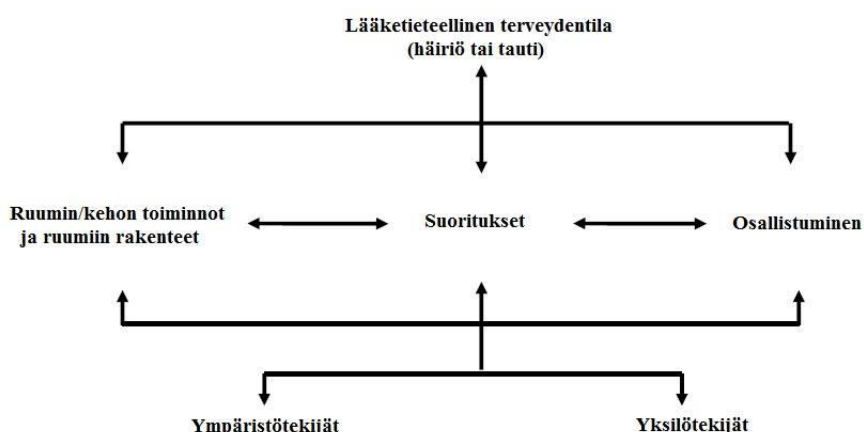 Lääketieteellinen terveydentila
(häiriö tai tauti)
Ruumin/kehon toiminnot
ja ruumiin rakenteet
Suoritukset
Osallistuminen
Ympäristötekijät
Yksilötekijät